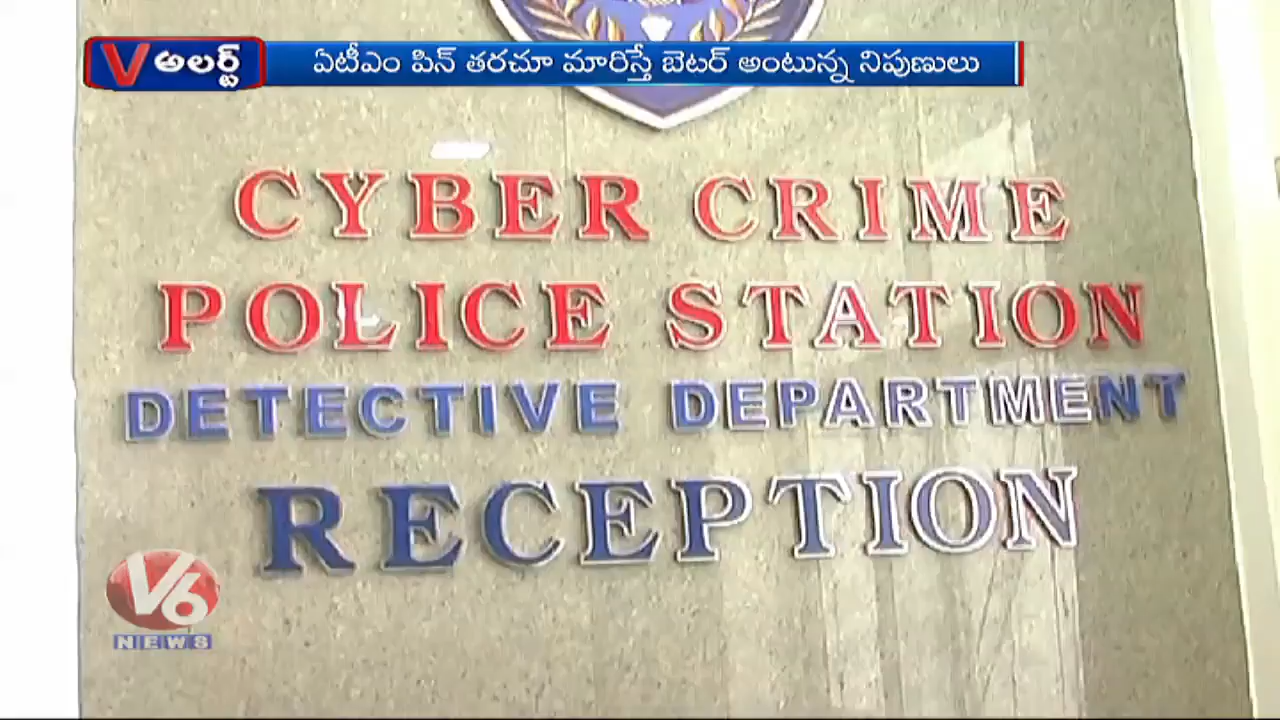 V అలర్ట్
ఏటీఎం పిన్ తరచూ మారిస్తే బెటర్ అంటున్న నిపుణులు
CYBER CRIME
POLICE STATION
DETECTIVE DEPARTMENT
RECEPTION
V6
NEWS